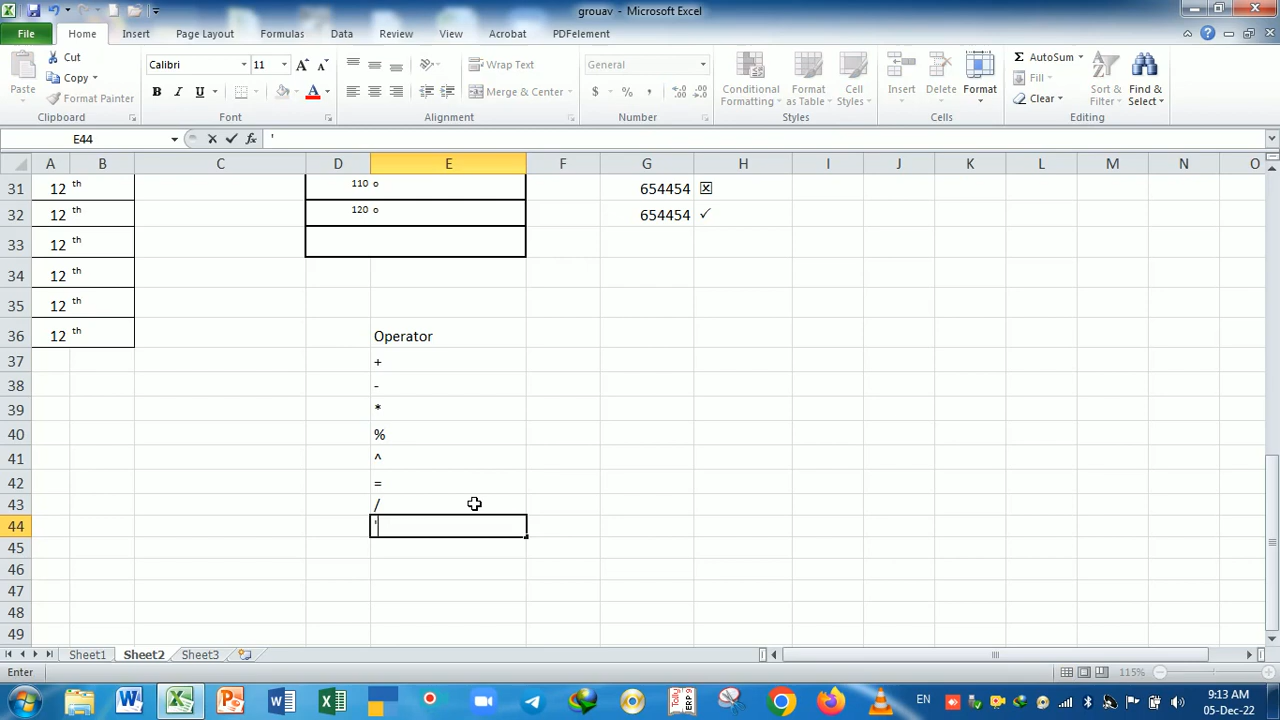 grouav - Microsoft Excel
File Home Insert Page Layout Formulas Data Review View Acrobat PDFelement
Paste
Cut
Copy
Format Painter
Clipboard
Calibri 11
B I U
Font
Wrap Text
Merge & Center
Alignment
General
$ % ,
Number
Conditional Formatting
Format as Table
Cell Styles
Styles
Insert
Delete
Format
Cells
Σ AutoSum
Fill
Clear
Sort & Filter
Find & Select
Editing
E44 fx '
A B C D E F G H I J K L M N O
31 12 th 110 o 654454 ☒
32 12 th 120 o 654454 ✓
33 12 th
34 12 th
35 12 th
36 12 th Operator
37 +
38 -
39 *
40 %
41 ^
42 =
43 /
44 '
45
46
47
48
49
Sheet1 Sheet2 Sheet3
Enter 115%
EN 9:13 AM
05-Dec-22